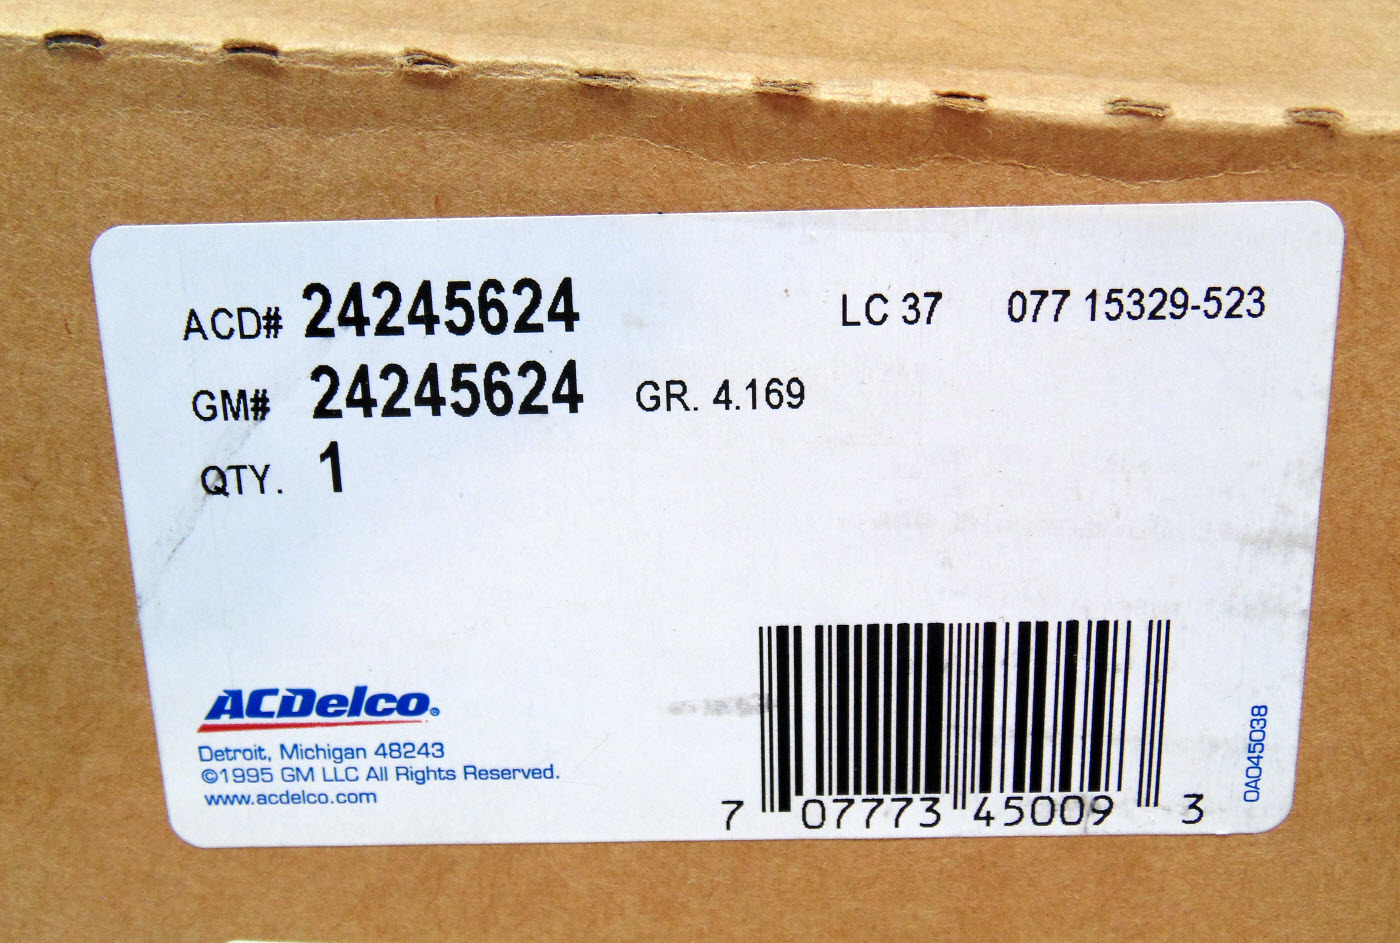 ACD# 24245624 LC 37 077 15329-523
GM# 24245624 GR. 4.169
QTY. 1
ACDelco®
Detroit, Michigan 48243
©1995 GM LLC All Rights Reserved.
www.acdelco.com
7 07773 45009 3
0A045038